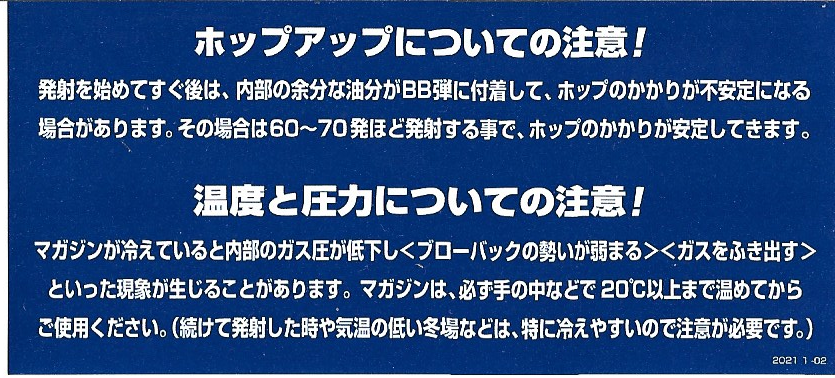 ホップアップについての注意!
発射を始めてすぐ後は、内部の余分な油分がBB弾に付着して、ホップのかかりが不安定になる
場合があります。その場合は60～70発ほど発射する事で、ホップのかかりが安定してきます。
温度と圧力についての注意!
マガジンが冷えていると内部のガス圧が低下し<ブローバックの勢いが弱まる><ガスをふき出す>
といった現象が生じることがあります。マガジンは、必ず手の中などで20℃以上まで温めてから
ご使用ください。(続けて発射した時や気温の低い冬場などは、特に冷えやすいので注意が必要です。)
2021 1 -02